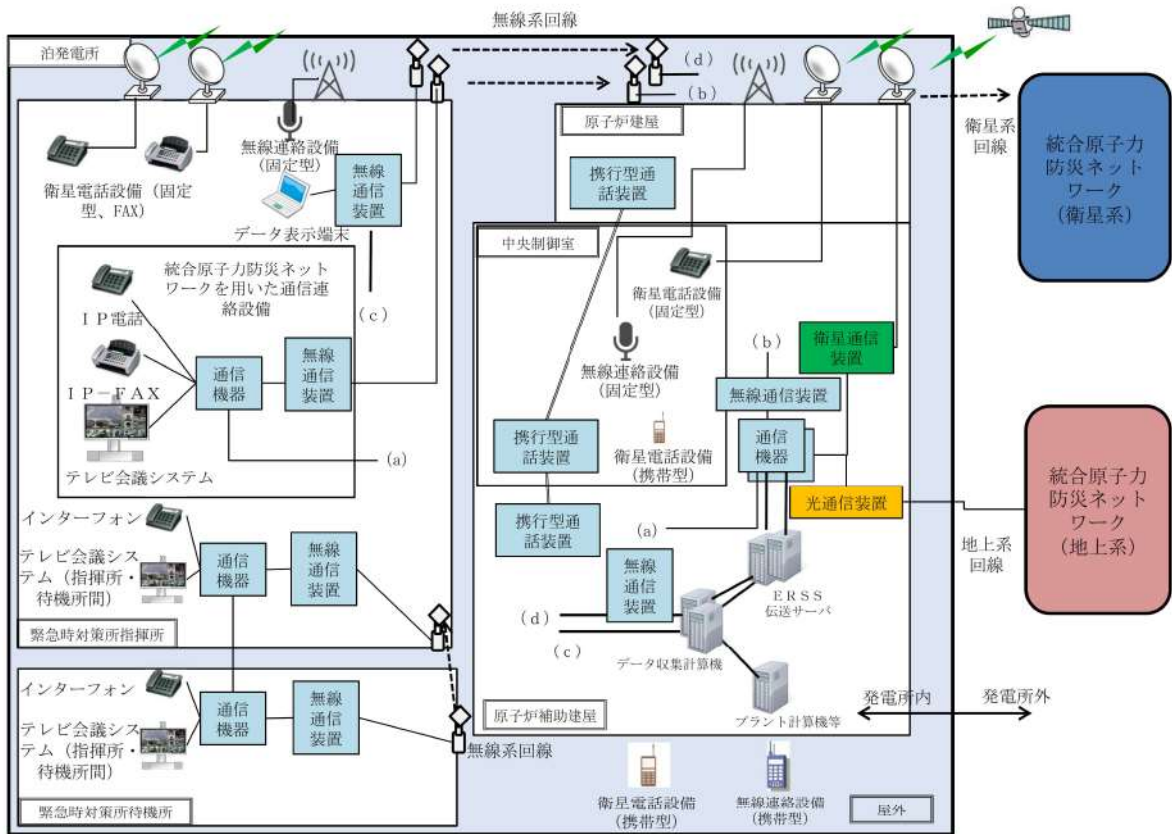 無線系回線
泊発電所
(d)
(b)
原子炉建屋
無線連絡設備
(固定型)
無線
通信
装置
衛星電話設備（固定
型、FAX）
データ表示端末
携行型通
話装置
衛星系
回線
統合原子力
防災ネット
ワーク
（衛星系）
中央制御室
統合原子力防災ネット
ワークを用いた通信連
絡設備
(c)
ＩＰ電話
ＩＰ－ＦＡＸ
通信
機器
無線
通信
装置
テレビ会議システム
(a)
衛星電話設備
(固定型)
無線連絡設備
(固定型)
(b)
衛星通信
装置
無線通信装置
携行型通
話装置
衛星電話設備
(携帯型)
通信
機器
光通信装置
統合原子力
防災ネット
ワーク
（地上系）
地上系
回線
インターフォン
テレビ会議シス
テム（指揮所・
待機所間）
通信
機器
無線
通信
装置
緊急時対策所指揮所
携行型通
話装置
(a)
無線
通信
装置
ＥＲＳＳ
伝送サーバ
(d)
(c)
データ収集計算機
プラント計算機等
原子炉補助建屋
発電所内
発電所外
インターフォン
テレビ会議シス
テム（指揮所・
待機所間）
通信
機器
無線
通信
装置
無線系回線
緊急時対策所待機所
衛星電話設備
(携帯型)
無線連絡設備
(携帯型)
屋外